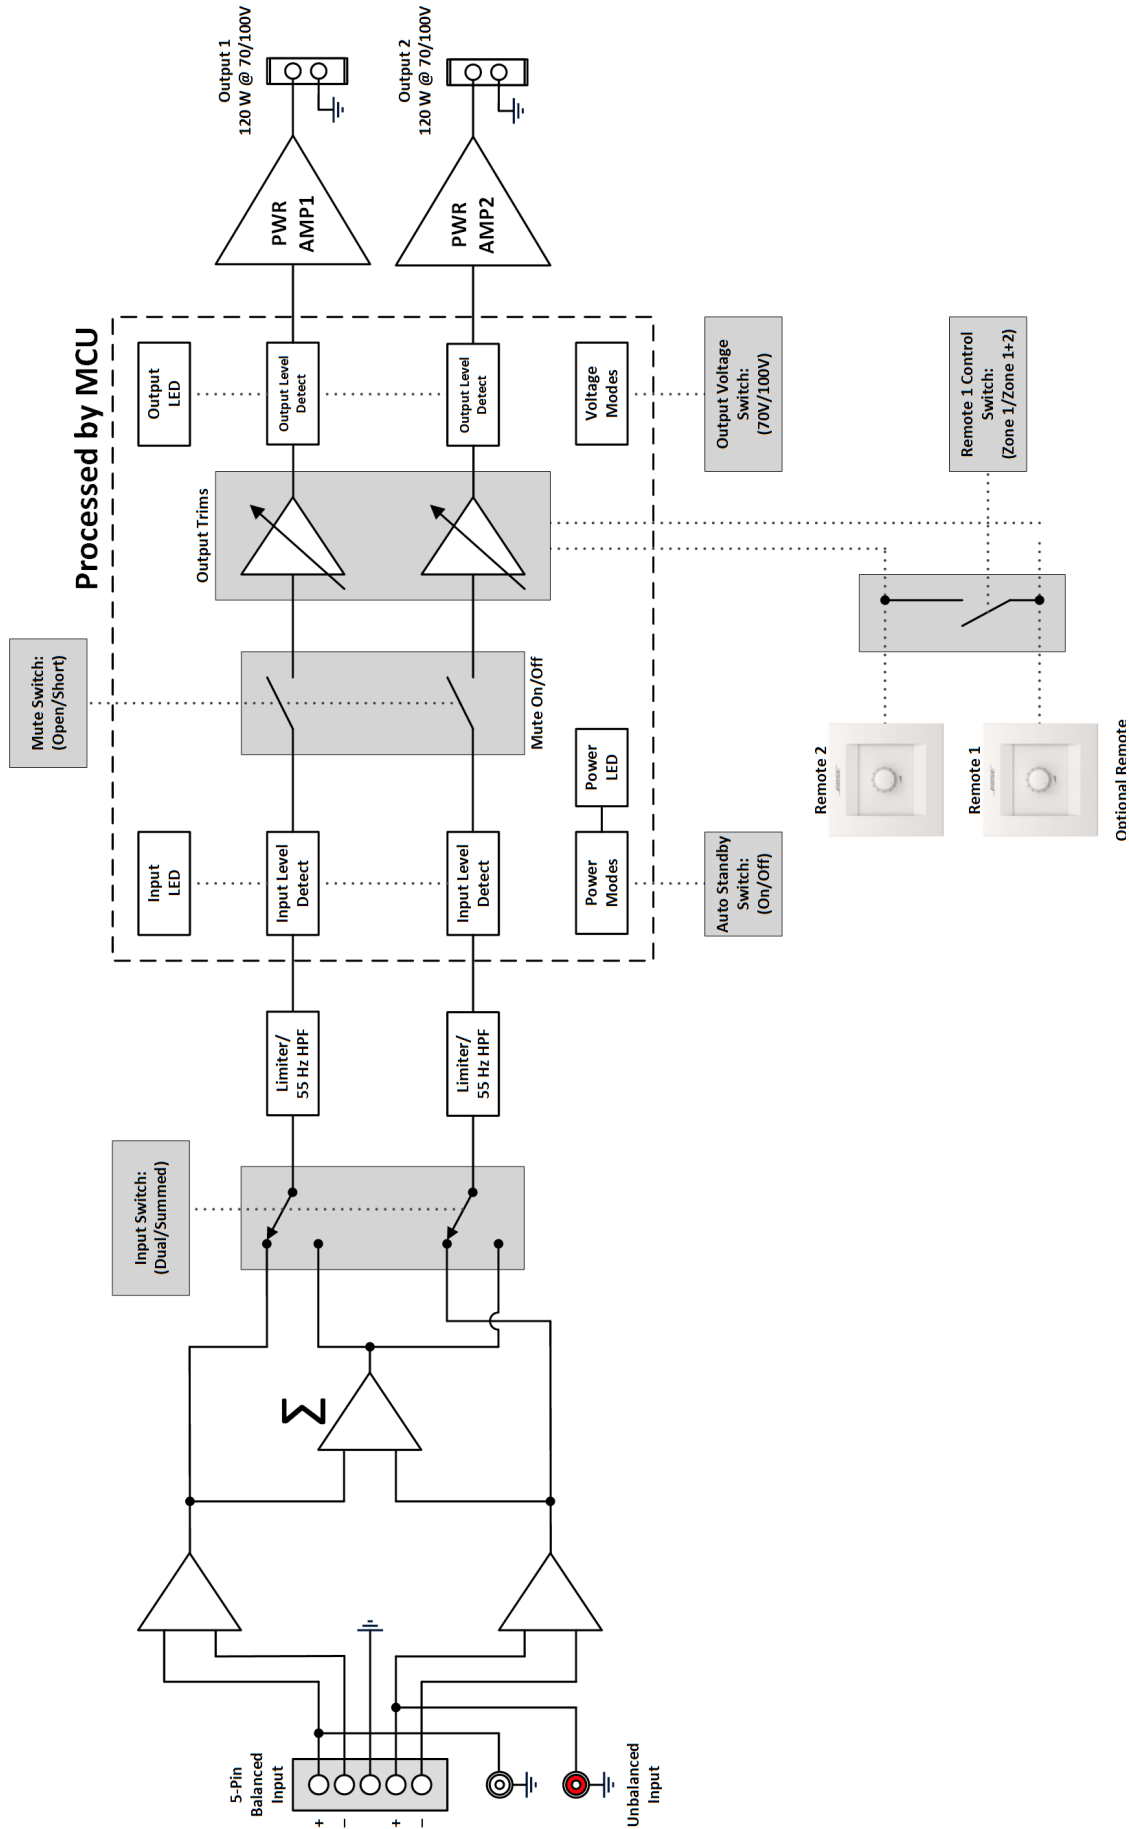 5-Pin
Balanced
Input
+
–
+
–
Unbalanced
Input
Σ
Input Switch:
(Dual/Summed)
Limiter/
55 Hz HPF
Limiter/
55 Hz HPF
Processed by MCU
Input
LED
Input Level
Detect
Input Level
Detect
Power
Modes
Power
LED
Auto Standby
Switch:
(On/Off)
Mute Switch:
(Open/Short)
Mute On/Off
Output Trims
Output
LED
Output Level
Detect
Output Level
Detect
Voltage
Modes
Output Voltage
Switch:
(70V/100V)
PWR
AMP1
PWR
AMP2
Output 1
120 W @ 70/100V
Output 2
120 W @ 70/100V
Remote 2
BOSE
Remote 1
BOSE
Optional Remote
Remote 1 Control
Switch:
(Zone 1/Zone 1+2)